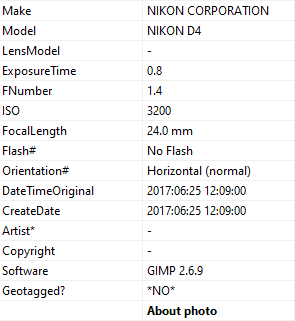 Make NIKON CORPORATION
Model NIKON D4
LensModel -
ExposureTime 0.8
FNumber 1.4
ISO 3200
FocalLength 24.0 mm
Flash# No Flash
Orientation# Horizontal (normal)
DateTimeOriginal 2017:06:25 12:09:00
CreateDate 2017:06:25 12:09:00
Artist* -
Copyright -
Software GIMP 2.6.9
Geotagged? *NO*
About photo